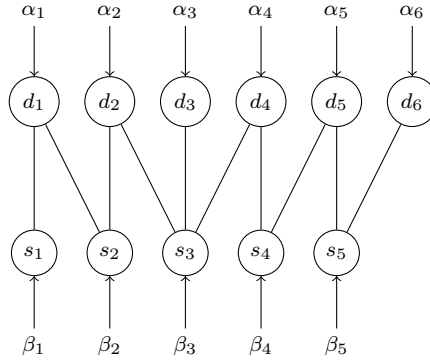 α₁ α₂ α₃ α₄ α₅ α₆
d₁ d₂ d₃ d₄ d₅ d₆
s₁ s₂ s₃ s₄ s₅
β₁ β₂ β₃ β₄ β₅